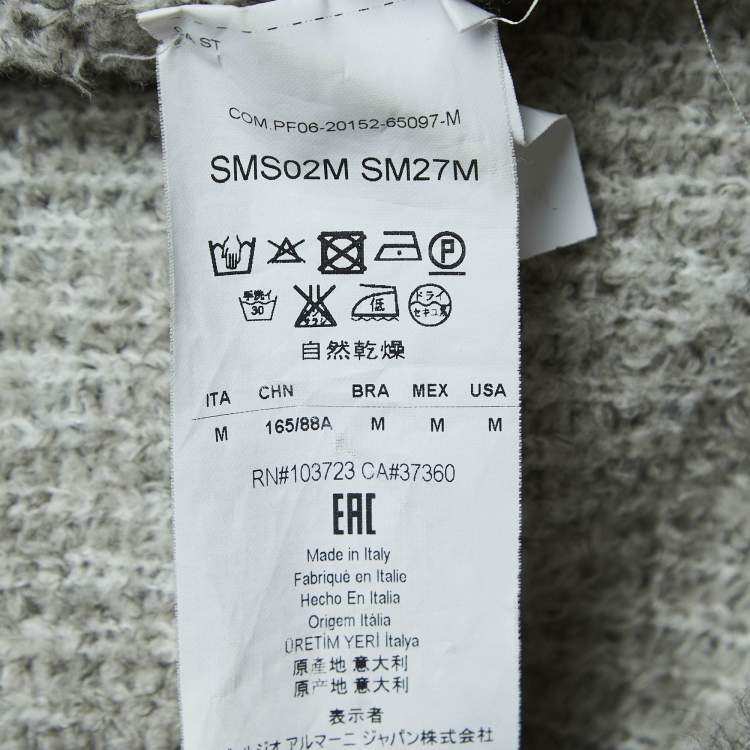 COM.PF06-20152-65097-M
SMS02M SM27M
P
手洗イ 30 低 ドライ セキユ系
自然乾燥
ITA CHN BRA MEX USA
M 165/88A M M M
RN#103723 CA#37360
EAC
Made in Italy
Fabriqué en Italie
Hecho En Italia
Origem Itália
ÜRETİM YERİ İtalya
原產地 意大利
原产地 意大利
表示者
ジョルジオ アルマーニ ジャパン株式会社